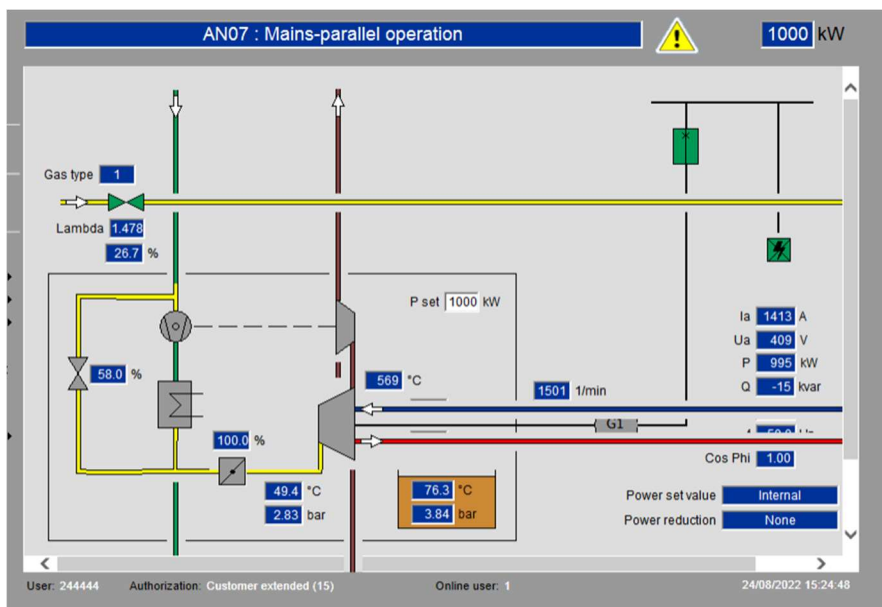 AN07 : Mains-parallel operation
1000 kW
Gas type 1
Lambda 1.478
26.7 %
P set 1000 kW
Ia 1413 A
Ua 409 V
P 995 kW
Q -15 kvar
58.0 %
569 °C
1501 1/min
G1
100.0 %
Cos Phi 1.00
49.4 °C
2.83 bar
76.3 °C
3.84 bar
Power set value Internal
Power reduction None
User: 244444 Authorization: Customer extended (15) Online user: 1 24/08/2022 15:24:48